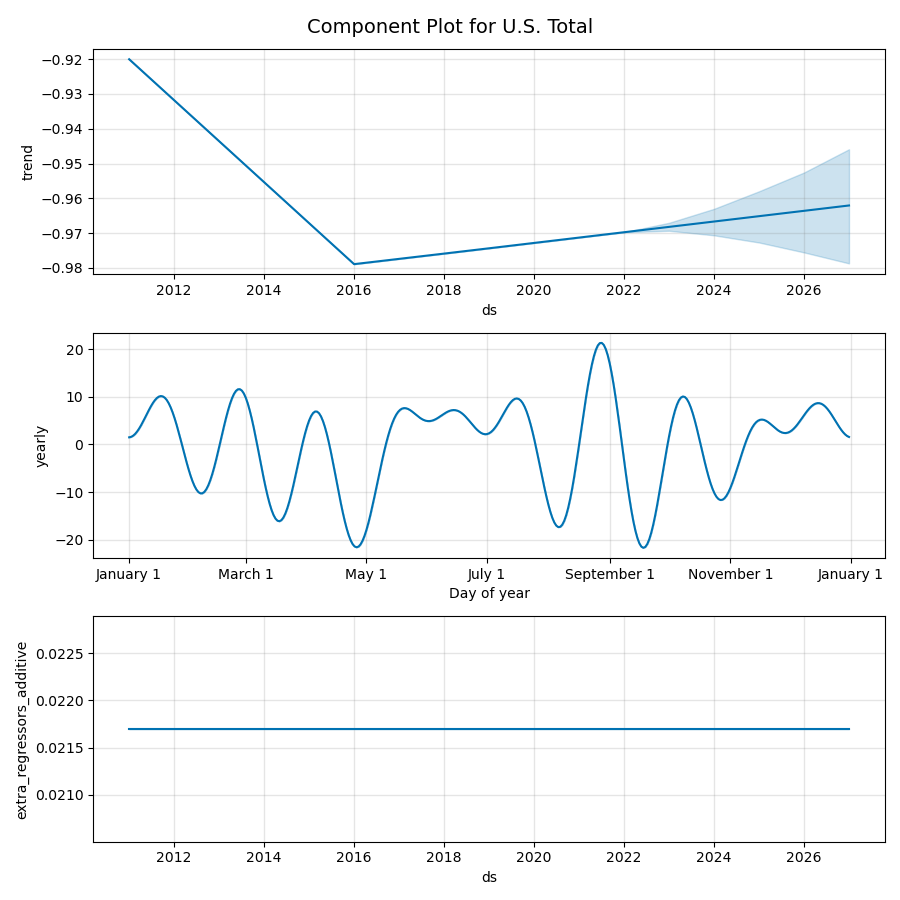 Component Plot for U.S. Total
−0.92
−0.93
−0.94
−0.95
−0.96
−0.97
−0.98
trend
2012 2014 2016 2018 2020 2022 2024 2026
ds
20
10
0
−10
−20
yearly
January 1 March 1 May 1 July 1 September 1 November 1 January 1
Day of year
0.0225
0.0220
0.0215
0.0210
extra_regressors_additive
2012 2014 2016 2018 2020 2022 2024 2026
ds